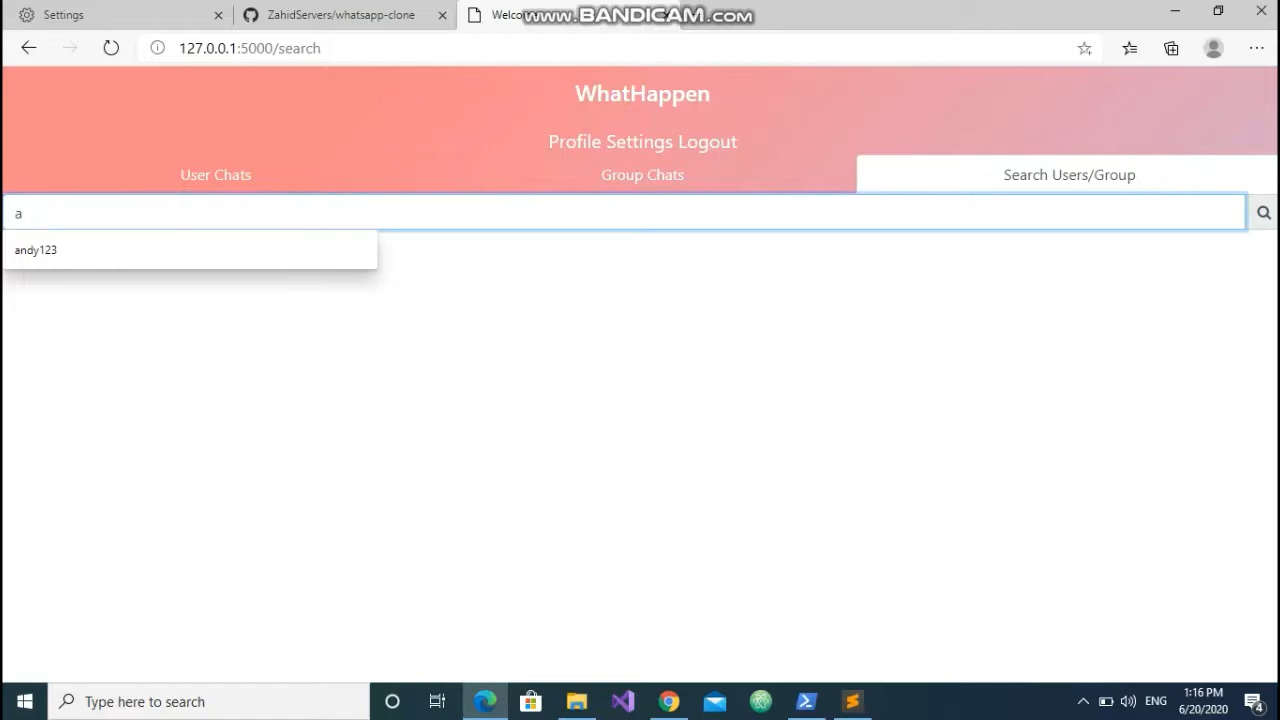 Settings
ZahidServers/whatsapp-clone
Welco
www.BANDICAM.com
127.0.0.1:5000/search
WhatHappen
Profile Settings Logout
User Chats
Group Chats
Search Users/Group
a
andy123
Type here to search
ENG
1:16 PM
6/20/2020
4